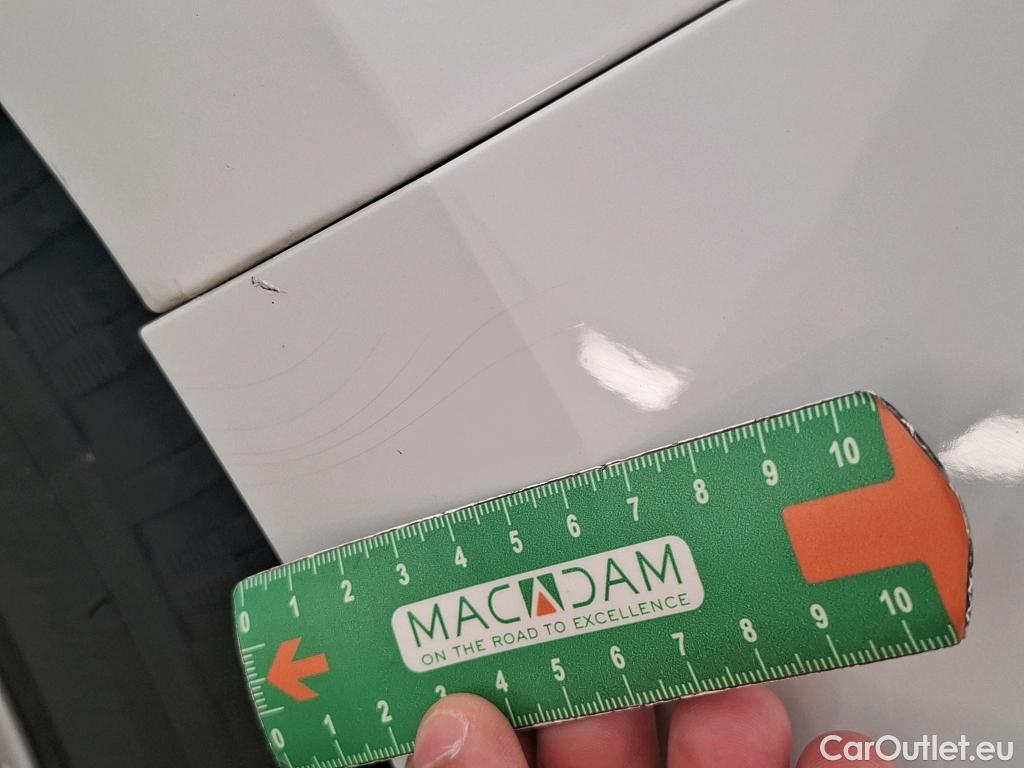 0 1 2 3 4 5 6 7 8 9 10
MACADAM
ON THE ROAD TO EXCELLENCE
0 1 2 3 4 5 6 7 8 9 10
CarOutlet.eu